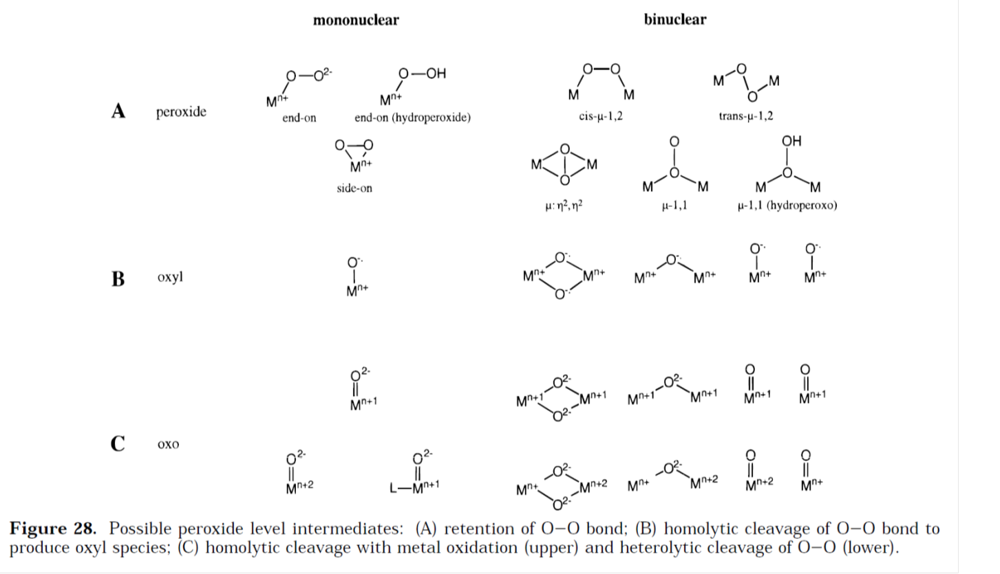 mononuclear binuclear
O—O2- O—OH O—O O
Mn+ Mn+ M M M M
O
A peroxide end-on end-on (hydroperoxide) cis-μ-1,2 trans-μ-1,2
O—O O O OH
Mn+ M M O O
O M M M M
side-on
μ:η2,η2 μ-1,1 μ-1,1 (hydroperoxo)
O-· O-· O-· O-· O-·
B oxyl Mn+ Mn+ Mn+ Mn+ Mn+ Mn+ Mn+
O-·
O2- O2- O2- O O
Mn+1 Mn+1 Mn+1 Mn+1 Mn+1 Mn+1 Mn+1
O2-
C oxo
O2- O2- O2- O2- O O
Mn+2 L—Mn+1 Mn+ Mn+2 Mn+ Mn+2 Mn+2 Mn+
O2-
Figure 28. Possible peroxide level intermediates: (A) retention of O−O bond; (B) homolytic cleavage of O−O bond to
produce oxyl species; (C) homolytic cleavage with metal oxidation (upper) and heterolytic cleavage of O−O (lower).